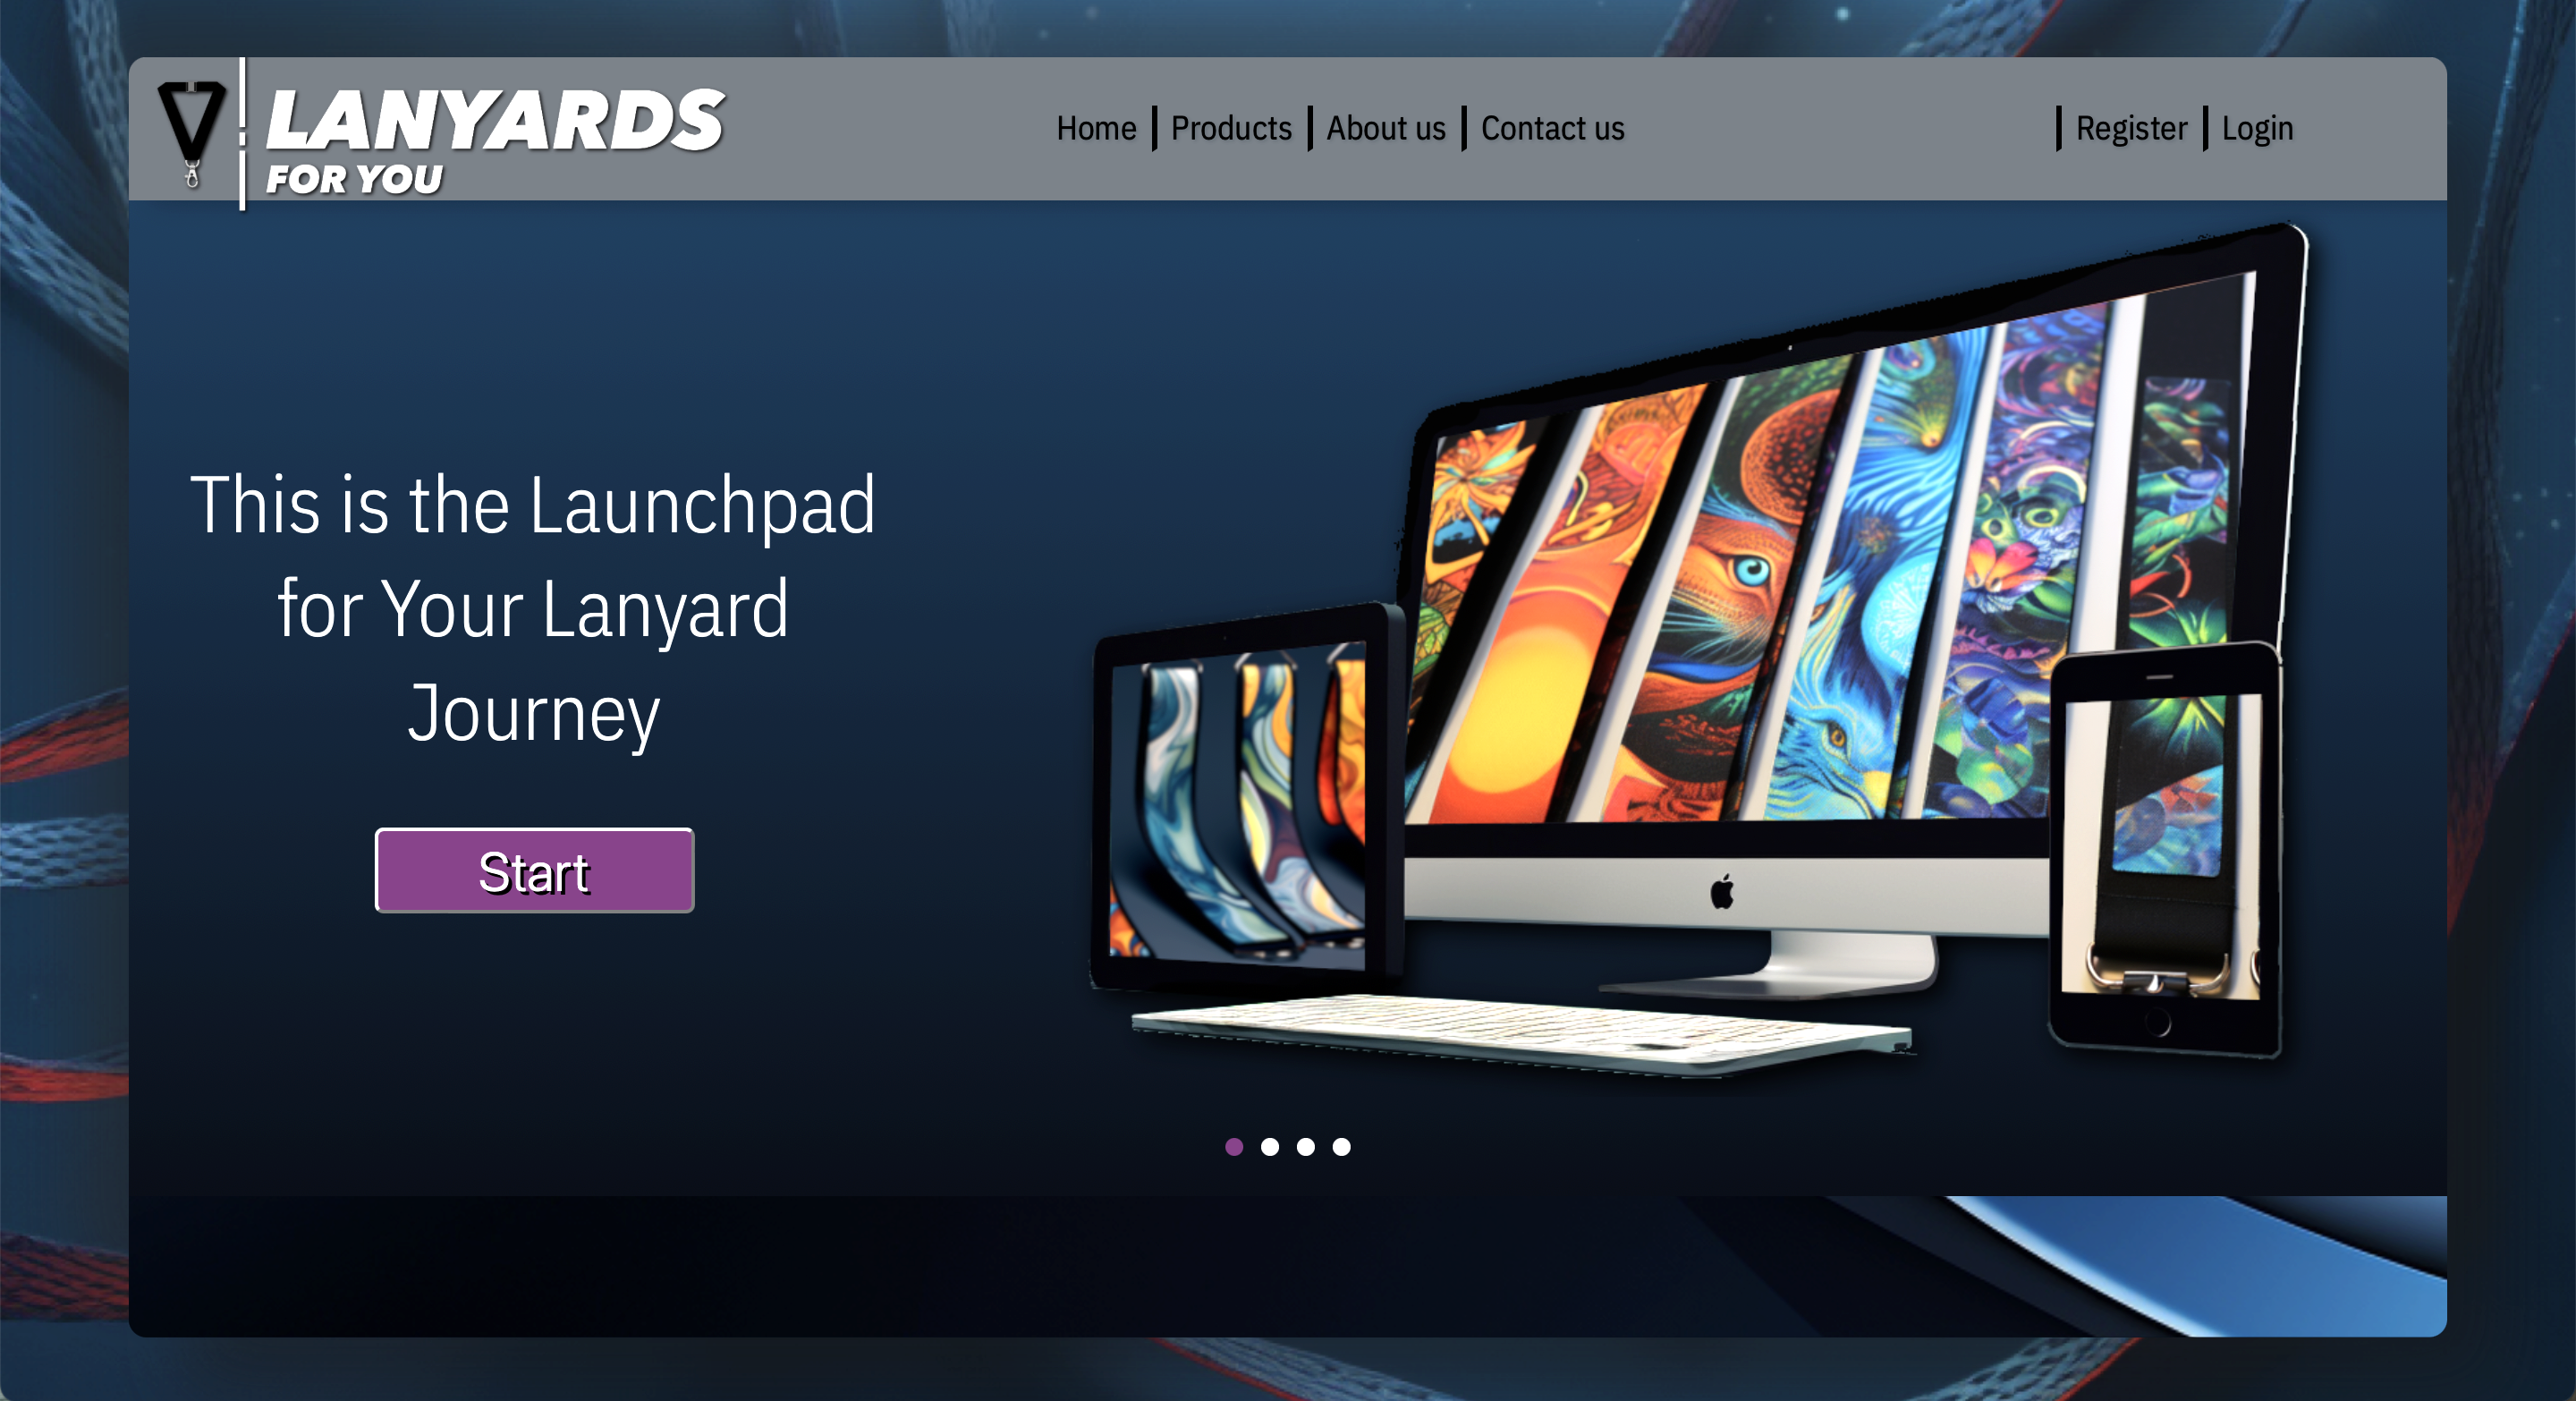 LANYARDS
FOR YOU
Home
Products
About us
Contact us
Register
Login
This is the Launchpad
for Your Lanyard
Journey
Start